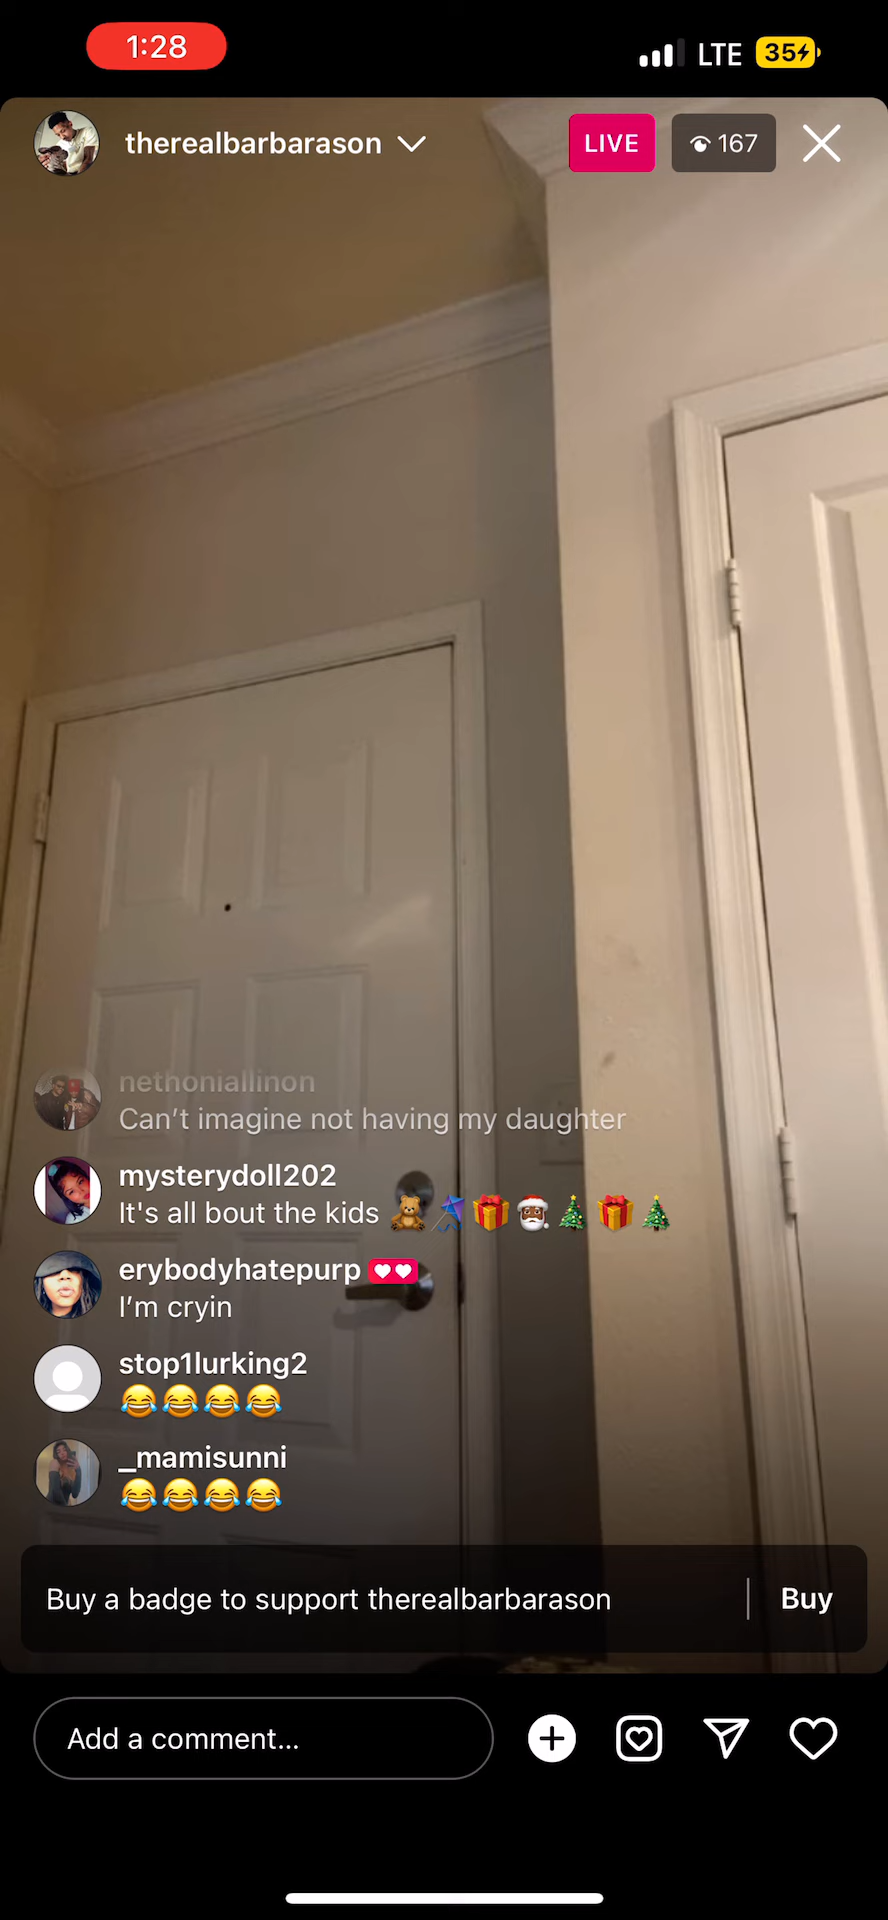 1:28
LTE
35
therealbarbarason
LIVE
167
nethoniallinon
Can’t imagine not having my daughter
mysterydoll202
It's all bout the kids 🧸🪁🎁🎅🏾🎄🎁🎄
erybodyhatepurp
I’m cryin
stop1lurking2
😂😂😂😂
_mamisunni
😂😂😂😂
Buy a badge to support therealbarbarason
Buy
Add a comment...